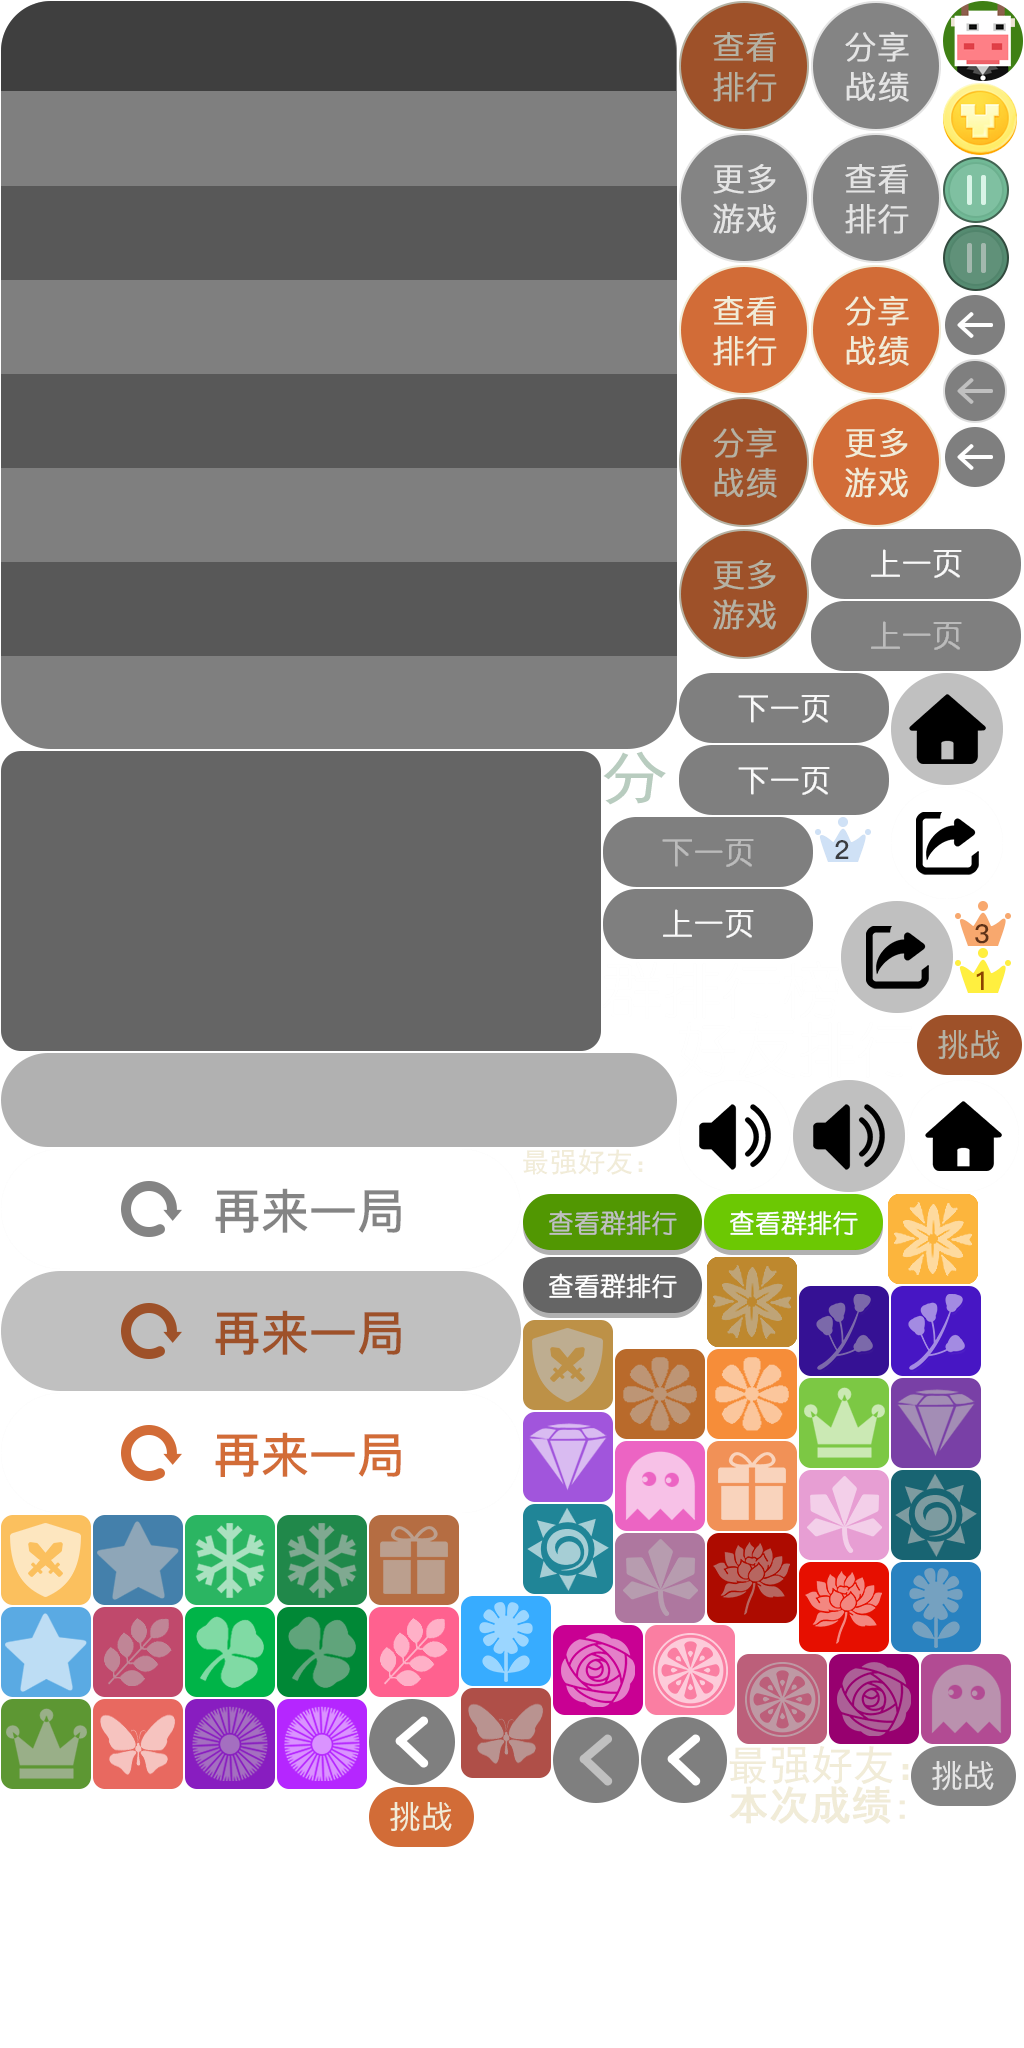 查看
排行
分享
战绩
更多
游戏
查看
排行
查看
排行
分享
战绩
分享
战绩
更多
游戏
更多
游戏
上一页
上一页
下一页
下一页
分
下一页
2
上一页
3
1
挑战
最强好友：
再来一局
查看群排行
查看群排行
查看群排行
再来一局
再来一局
最强好友：
本次成绩：
挑战
挑战